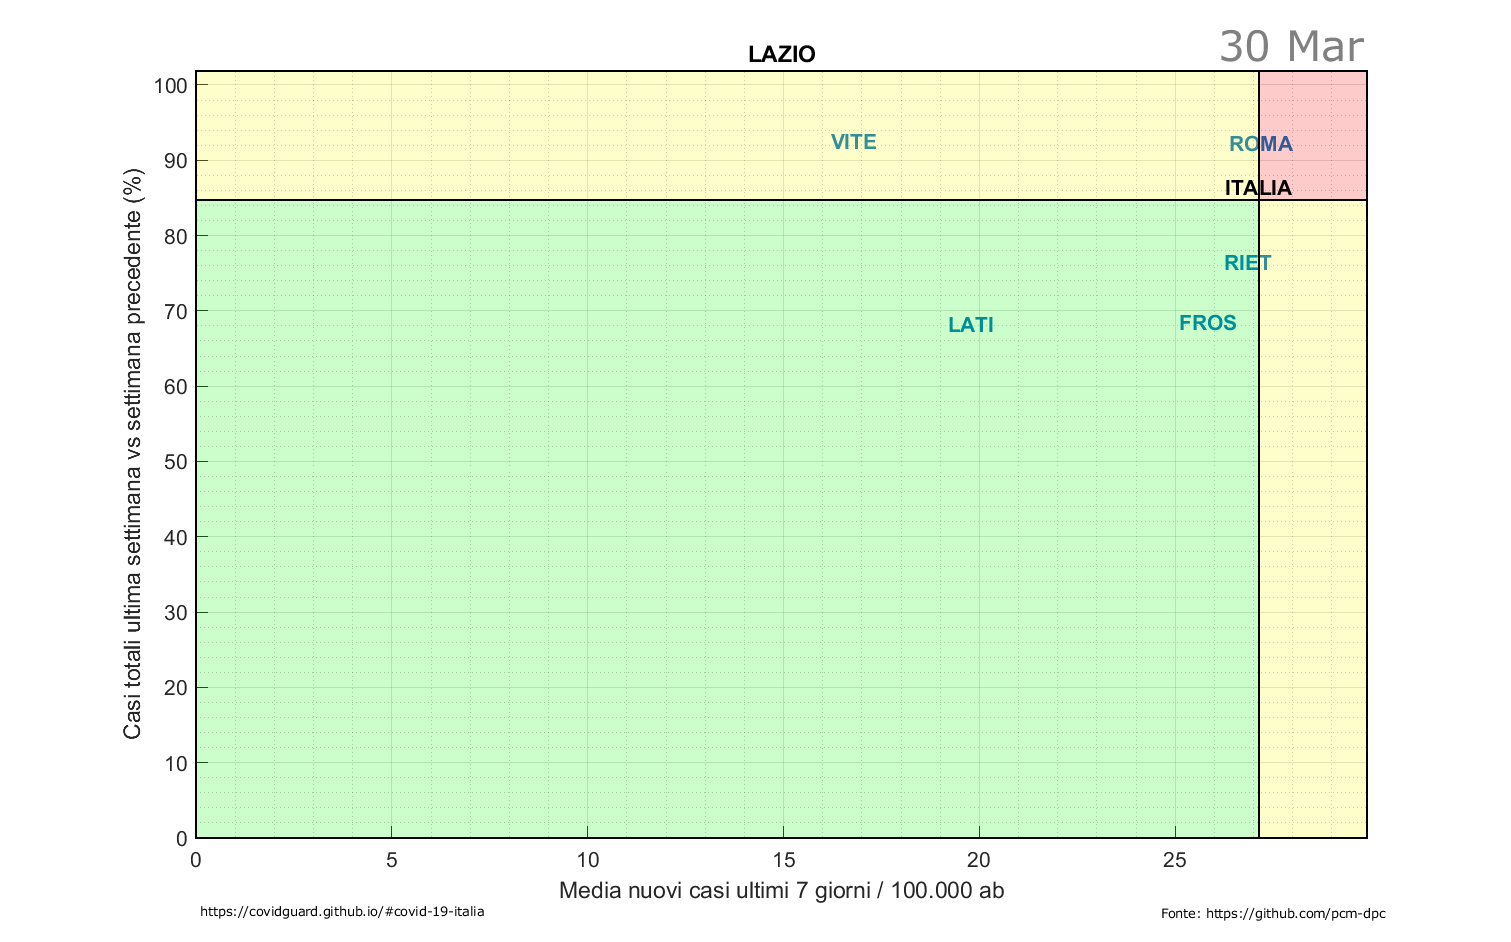 30 Mar
LAZIO
100
90
80
70
60
50
40
30
20
10
0
Casi totali ultima settimana vs settimana precedente (%)
VITE
ROMA
ITALIA
RIET
LATI
FROS
0 5 10 15 20 25
Media nuovi casi ultimi 7 giorni / 100.000 ab
https://covidguard.github.io/#covid-19-italia
Fonte: https://github.com/pcm-dpc